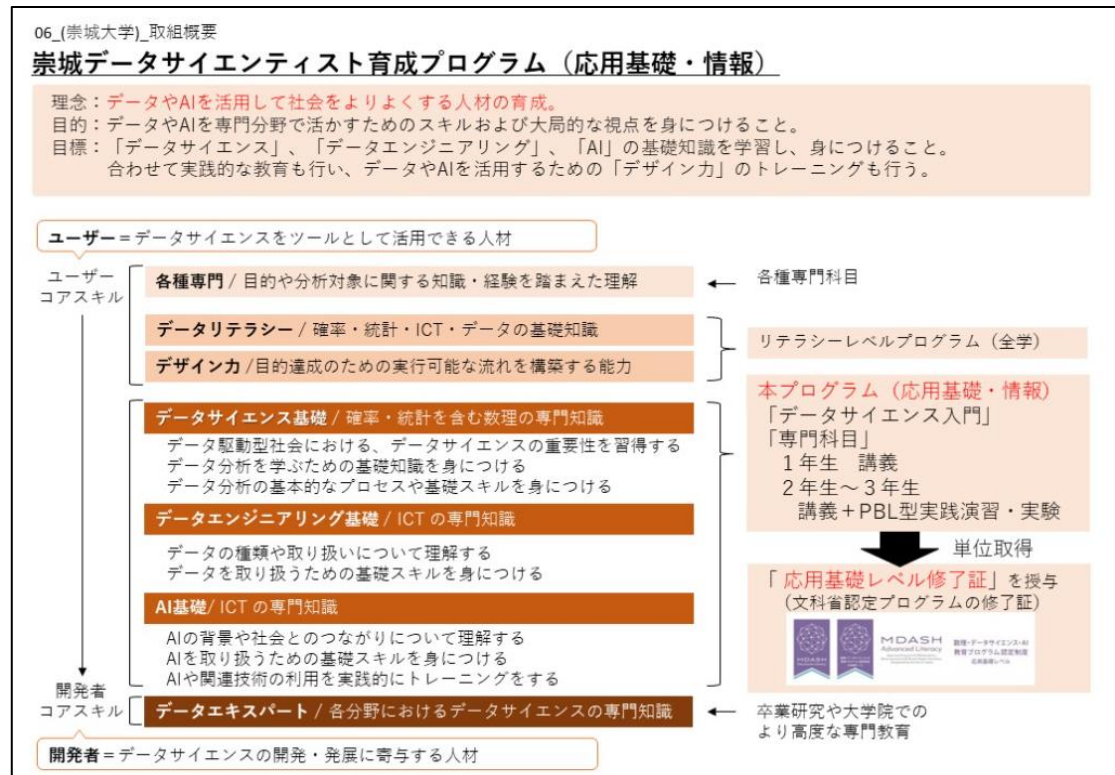 06_(崇城大学)_取組概要
崇城データサイエンティスト育成プログラム（応用基礎・情報）
理念：データやAIを活用して社会をよりよくする人材の育成。
目的：データやAIを専門分野で活かすためのスキルおよび大局的な視点を身につけること。
目標：「データサイエンス」、「データエンジニアリング」、「AI」の基礎知識を学習し、身につけること。
合わせて実践的な教育も行い、データやAIを活用するための「デザイン力」のトレーニングも行う。
ユーザー＝データサイエンスをツールとして活用できる人材
ユーザー
コアスキル
各種専門 / 目的や分析対象に関する知識・経験を踏まえた理解
各種専門科目
データリテラシー / 確率・統計・ICT・データの基礎知識
デザイン力 /目的達成のための実行可能な流れを構築する能力
リテラシーレベルプログラム（全学）
データサイエンス基礎 / 確率・統計を含む数理の専門知識
データ駆動型社会における、データサイエンスの重要性を習得する
データ分析を学ぶための基礎知識を身につける
データ分析の基本的なプロセスや基礎スキルを身につける
データエンジニアリング基礎 / ICT の専門知識
データの種類や取り扱いについて理解する
データを取り扱うための基礎スキルを身につける
AI基礎/ ICT の専門知識
AIの背景や社会とのつながりについて理解する
AIを取り扱うための基礎スキルを身につける
AIや関連技術の利用を実践的にトレーニングをする
本プログラム（応用基礎・情報）
「データサイエンス入門」
「専門科目」
１年生　講義
２年生～３年生
講義＋PBL型実践演習・実験
単位取得
「 応用基礎レベル修了証」を授与
(文科省認定プログラムの修了証)
MDASH
Advanced Literacy
数理・データサイエンス・AI
教育プログラム認定制度
応用基礎レベル
開発者
コアスキル
データエキスパート / 各分野におけるデータサイエンスの専門知識
卒業研究や大学院での
より高度な専門教育
開発者＝データサイエンスの開発・発展に寄与する人材